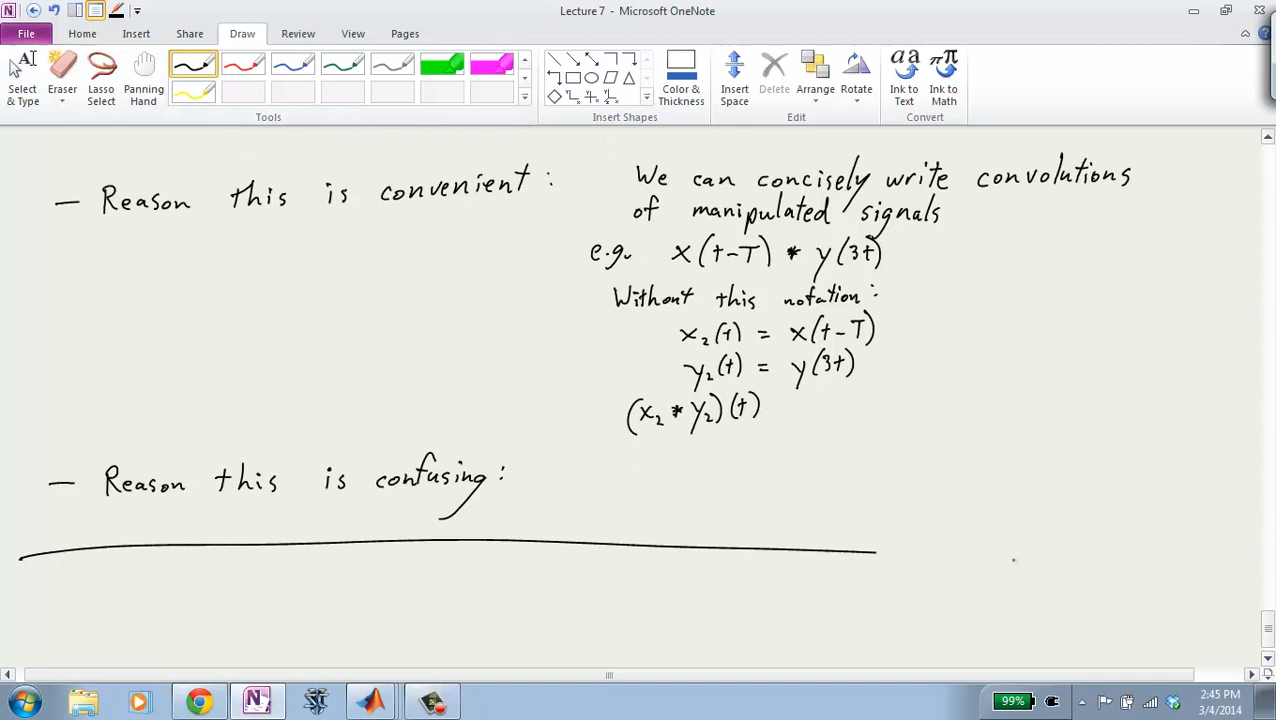 Lecture 7 - Microsoft OneNote
File Home Insert Share Draw Review View Pages
Select & Type
Eraser
Lasso Select
Panning Hand
Color & Thickness
Insert Space
Delete
Arrange
Rotate
Ink to Text
Ink to Math
Tools
Insert Shapes
Edit
Convert
— Reason this is convenient :
We can concisely write convolutions
of manipulated signals
e.g. x(t-T) * y(3t)
Without this notation :
x₂(t) = x(t-T)
y₂(t) = y(3t)
(x₂ * y₂)(t)
— Reason this is confusing :
99%
2:45 PM
3/4/2014